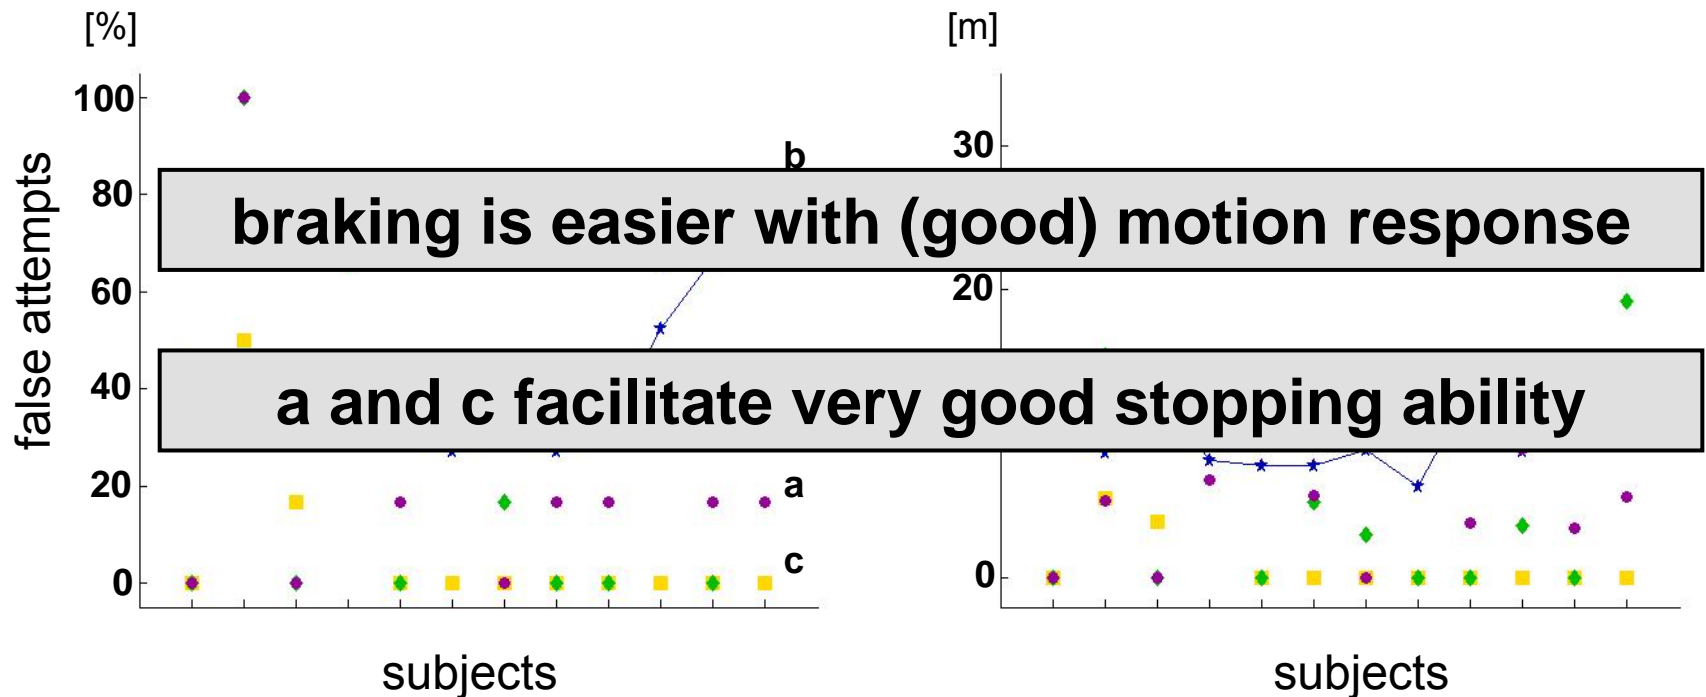 [%]
[m]
100
80
60
40
20
0
false attempts
b
a
c
30
20
0
braking is easier with (good) motion response
a and c facilitate very good stopping ability
subjects
subjects